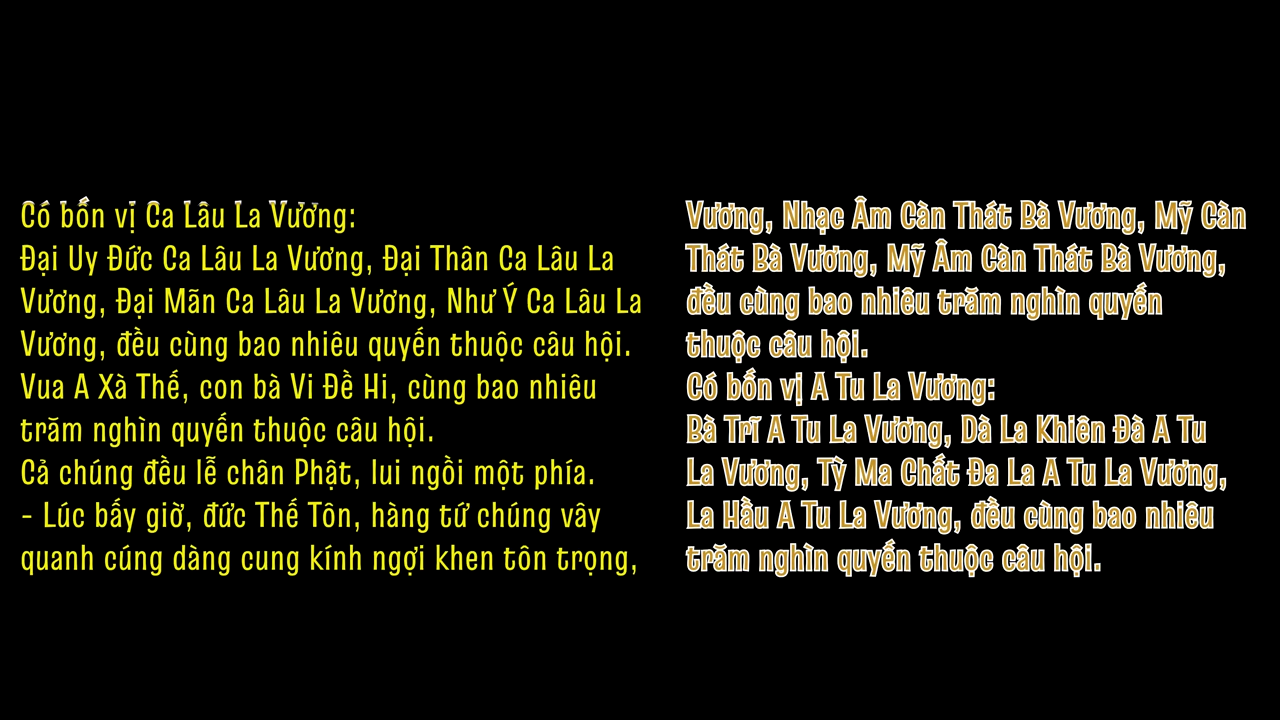 Có bốn vị Ca Lâu La Vương:
Đại Uy Đức Ca Lâu La Vương, Đại Thân Ca Lâu La
Vương, Đại Mãn Ca Lâu La Vương, Như Ý Ca Lâu La
Vương, đều cùng bao nhiêu quyến thuộc câu hội.
Vua A Xà Thế, con bà Vi Đề Hi, cùng bao nhiêu
trăm nghìn quyến thuộc câu hội.
Cả chúng đều lễ chân Phật, lui ngồi một phía.
- Lúc bấy giờ, đức Thế Tôn, hàng tứ chúng vây
quanh cúng dàng cung kính ngợi khen tôn trọng,
Vương, Nhạc Âm Càn Thát Bà Vương, Mỹ Càn
Thát Bà Vương, Mỹ Âm Càn Thát Bà Vương,
đều cùng bao nhiêu trăm nghìn quyến
thuộc câu hội.
Có bốn vị A Tu La Vương:
Bà Trĩ A Tu La Vương, Dà La Khiên Đà A Tu
La Vương, Tỳ Ma Chất Đa La A Tu La Vương,
La Hầu A Tu La Vương, đều cùng bao nhiêu
trăm nghìn quyến thuộc câu hội.